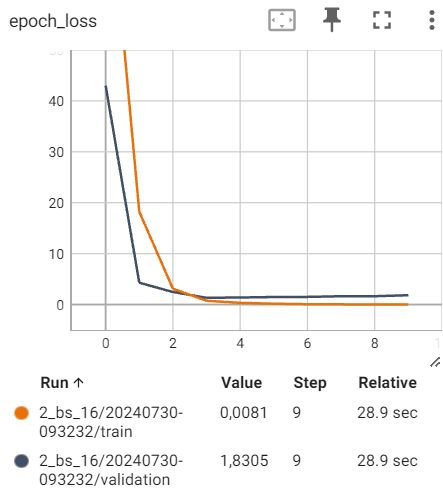 epoch_loss
40
30
20
10
0
0 2 4 6 8
Run ↑ Value Step Relative
2_bs_16/20240730- 0,0081 9 28.9 sec
093232/train
2_bs_16/20240730- 1,8305 9 28.9 sec
093232/validation